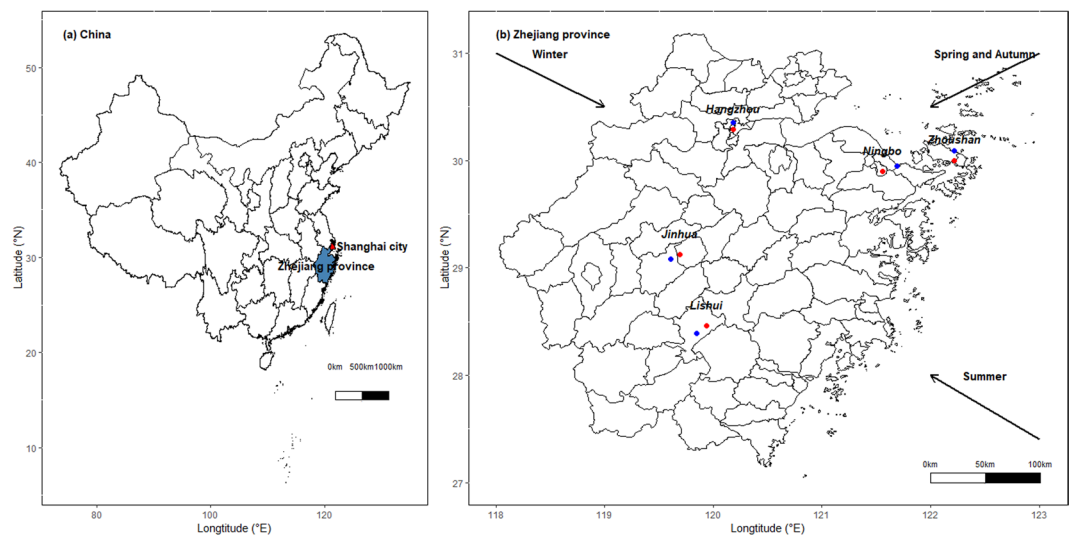 (a) China
50
40
30
20
10
Latitude (°N)
Shanghai city
Zhejiang province
0km 500km1000km
80 100 120
Longtitude (°E)
(b) Zhejiang province
Winter
Spring and Autumn
31
30
29
28
27
Latitude (°N)
Hangzhou
Zhoushan
Ningbo
Jinhua
Lishui
Summer
0km 50km 100km
118 119 120 121 122 123
Longtitude (°E)